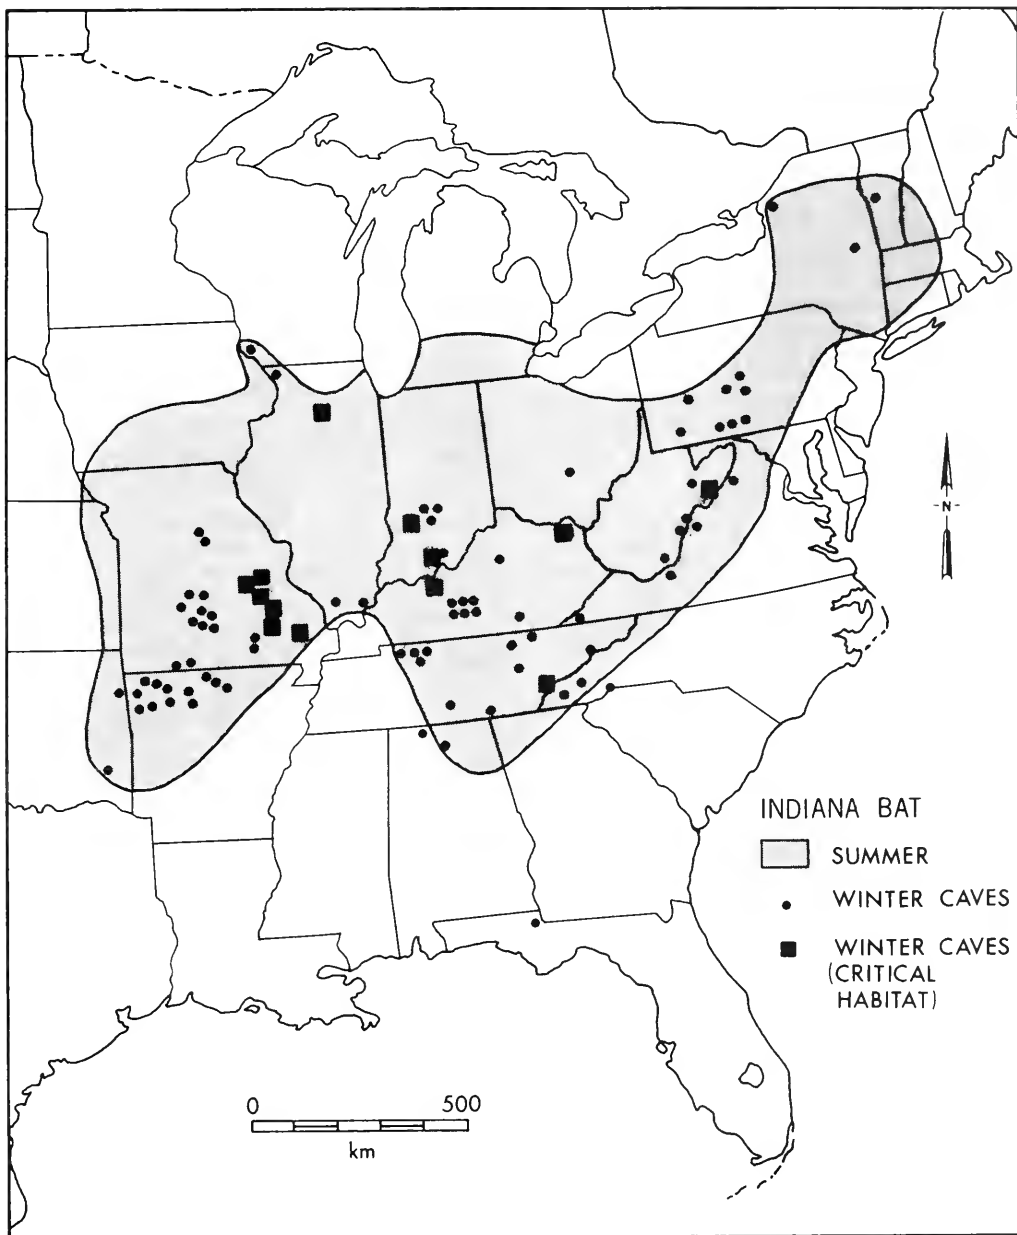 -N-
INDIANA BAT
SUMMER
WINTER CAVES
WINTER CAVES
(CRITICAL
HABITAT)
0 500
km